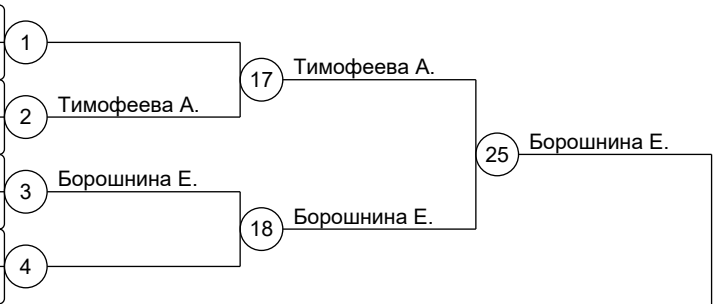 1
17 Тимофеева А.
2 Тимофеева А.
25 Борошнина Е.
3 Борошнина Е.
18 Борошнина Е.
4